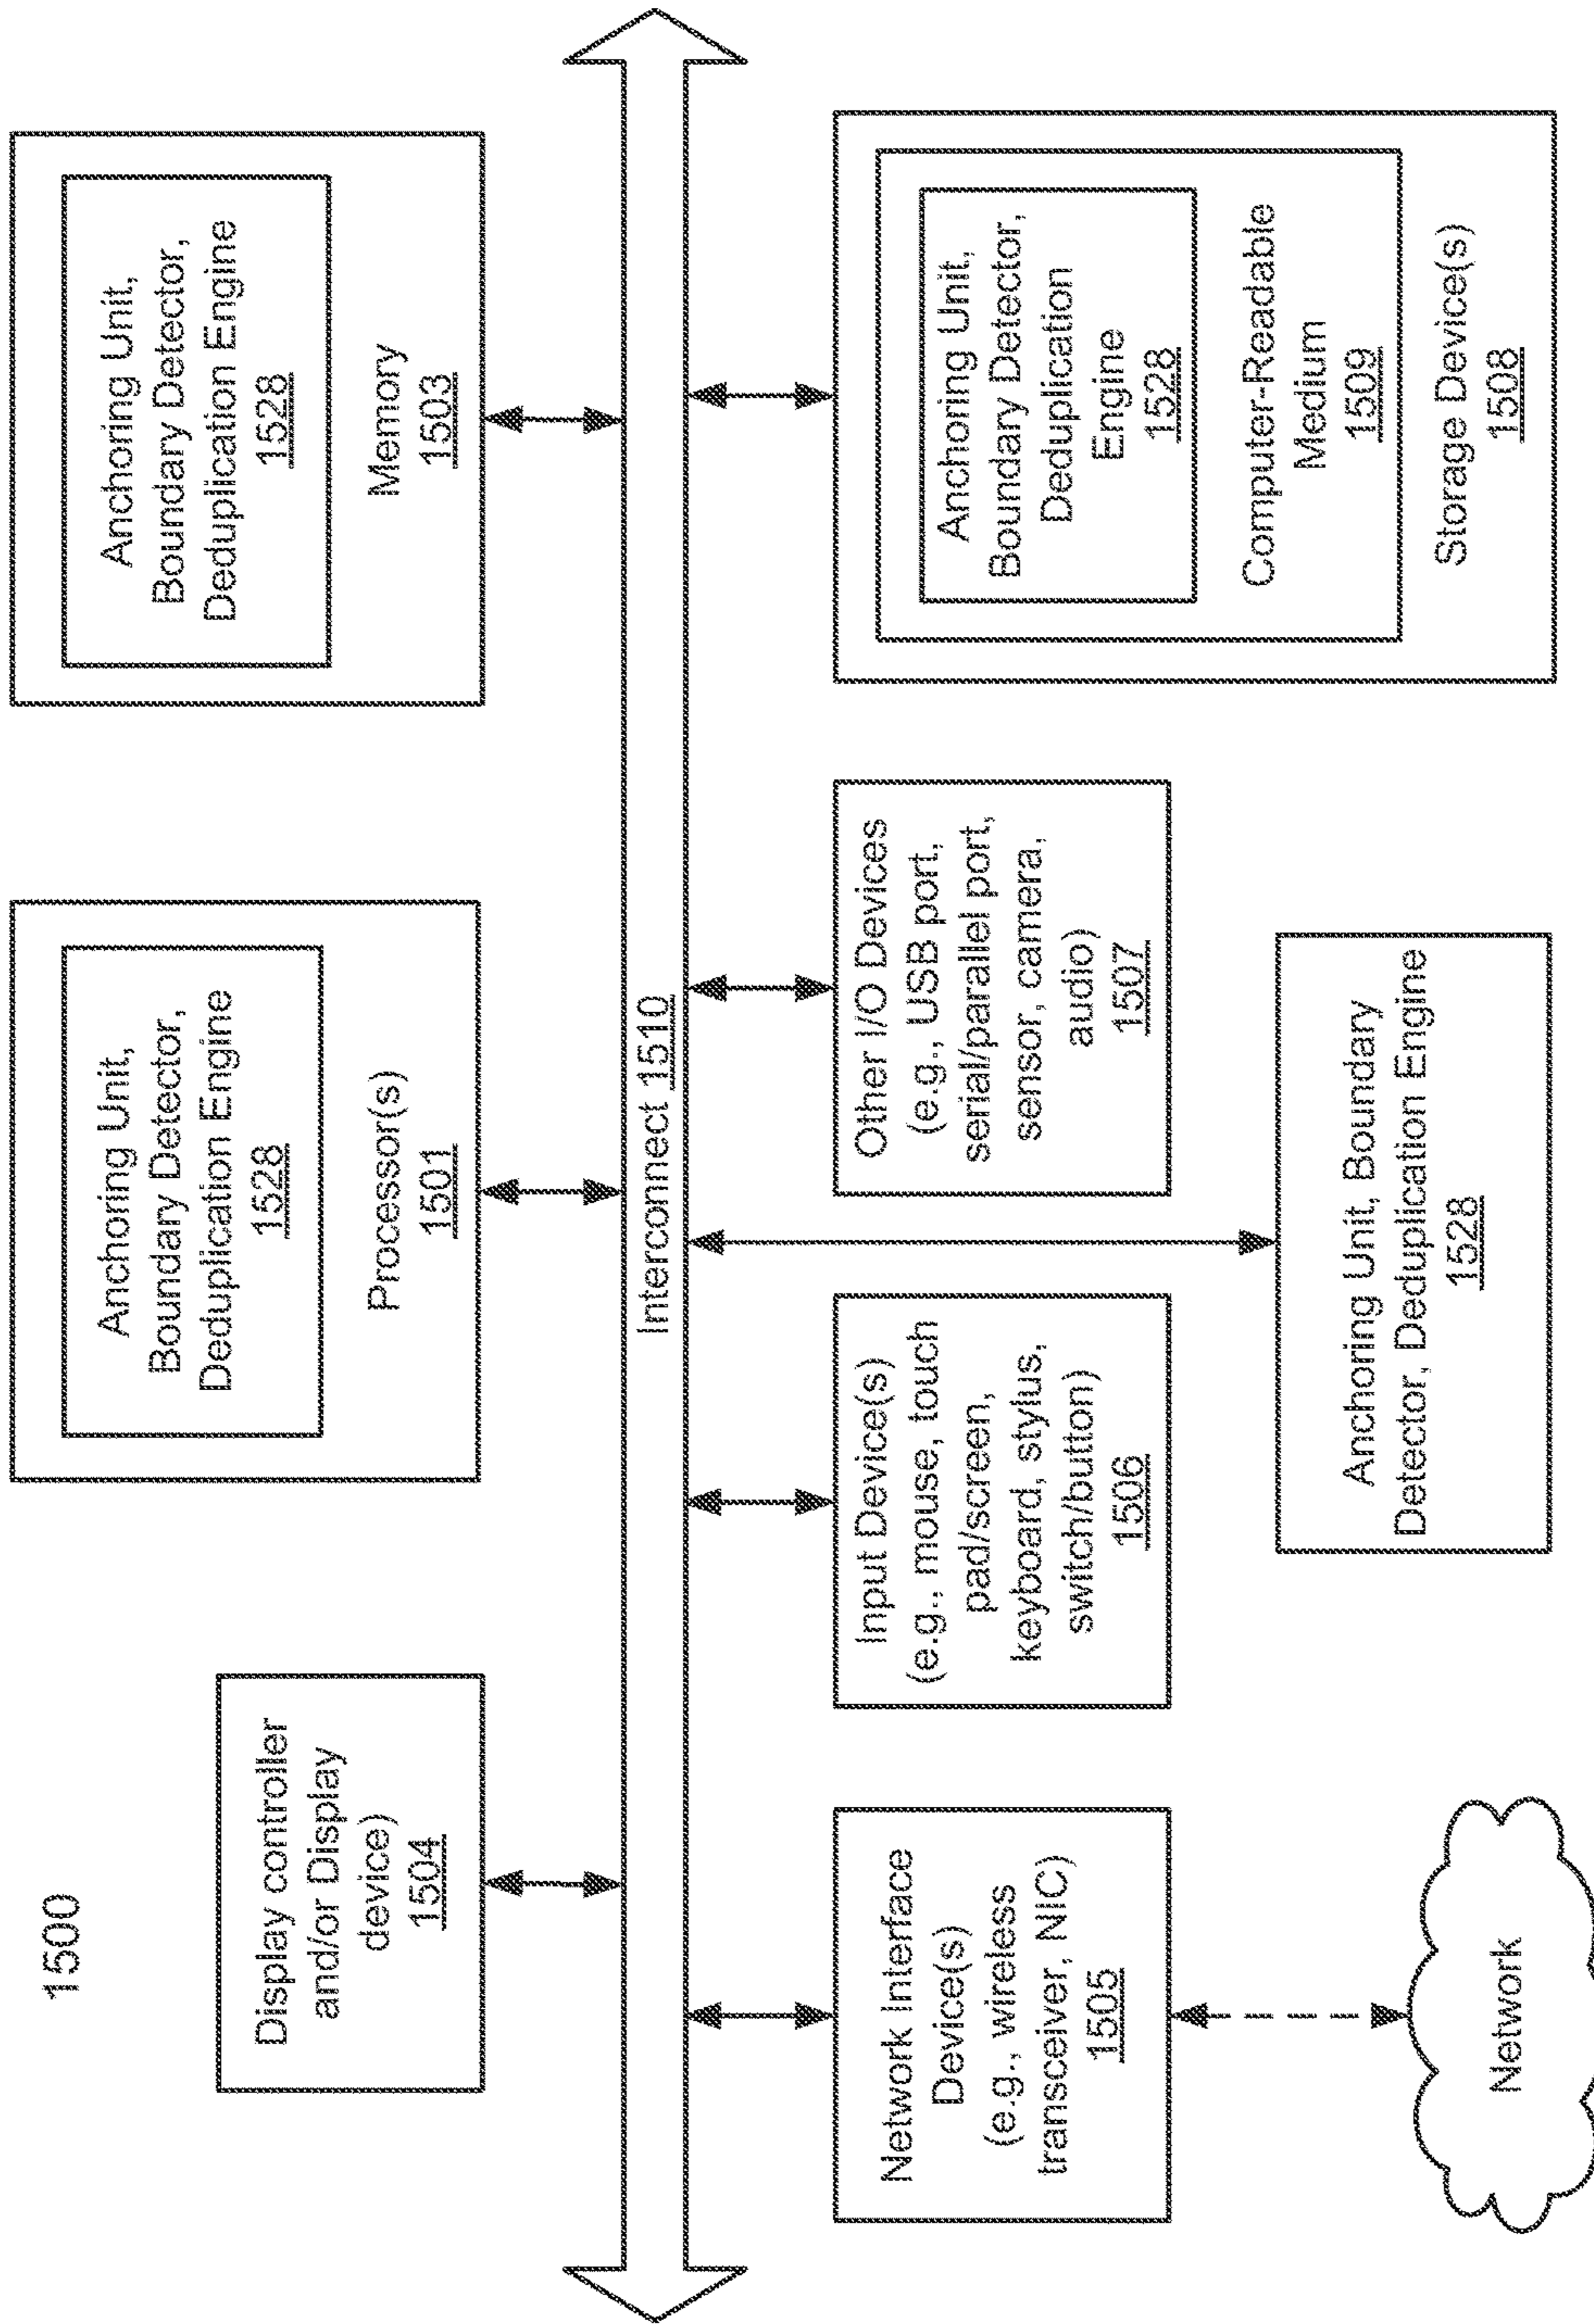 1500
Display controller
and/or Display
device)
1504
Anchoring Unit,
Boundary Detector,
Deduplication Engine
1528
Processor(s)
1501
Anchoring Unit,
Boundary Detector,
Deduplication Engine
1528
Memory
1503
Interconnect 1510
Network Interface
Device(s)
(e.g., wireless
transceiver, NIC)
1505
Input Device(s)
(e.g., mouse, touch
pad/screen,
keyboard, stylus,
switch/button)
1506
Other I/O Devices
(e.g., USB port,
serial/parallel port,
sensor, camera,
audio)
1507
Anchoring Unit,
Boundary Detector,
Deduplication
Engine
1528
Computer-Readable
Medium
1509
Storage Device(s)
1508
Network
Anchoring Unit, Boundary
Detector, Deduplication Engine
1528